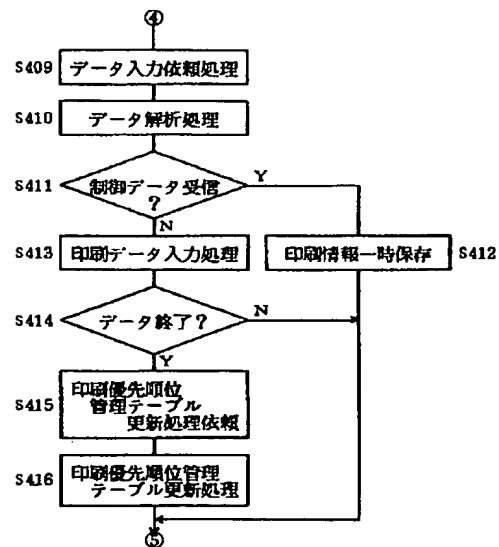 ④
S409 データ入力依頼処理
S410 データ解析処理
S411 制御データ受信
?
Y
N
S413 印刷データ入力処理
印刷情報一時保存 S412
S414 データ終了?
N
Y
S415 印刷優先順位
管理テーブル
更新処理依頼
S416 印刷優先順位管理
テーブル更新処理
⑤